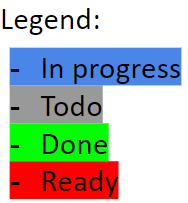 Legend:
- In progress
- Todo
- Done
- Ready